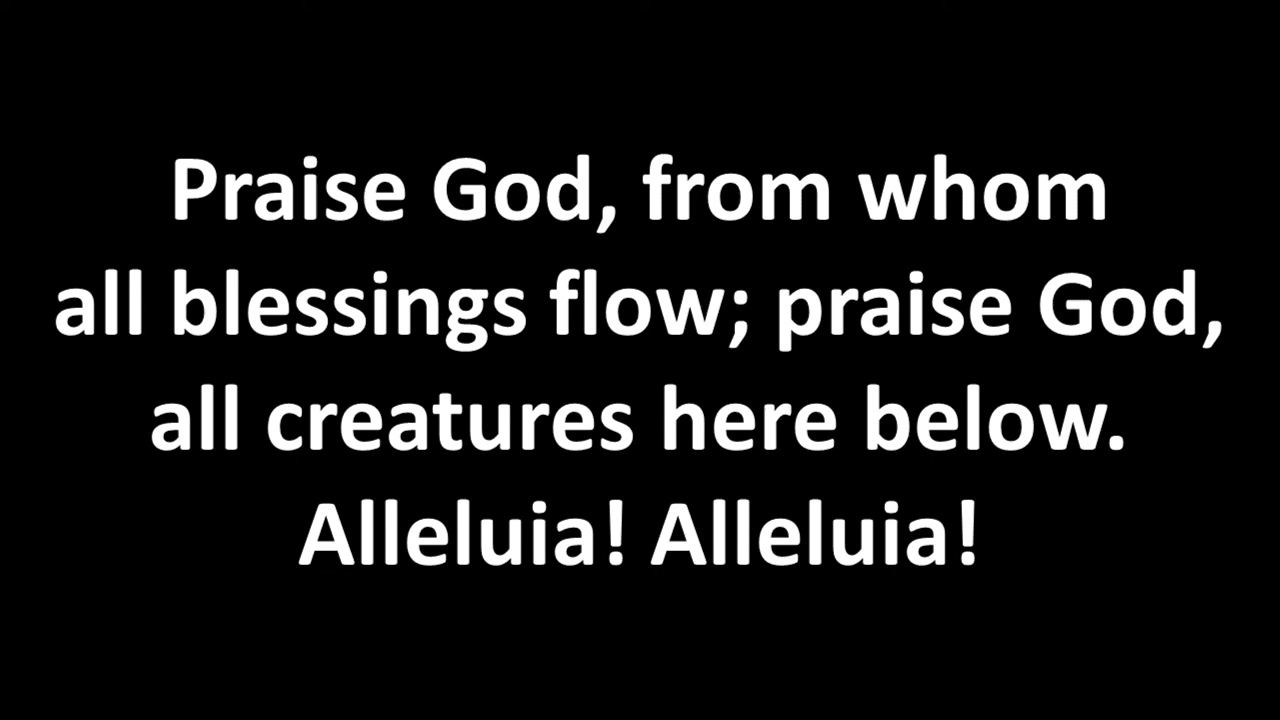 Praise God, from whom
all blessings flow; praise God,
all creatures here below.
Alleluia! Alleluia!